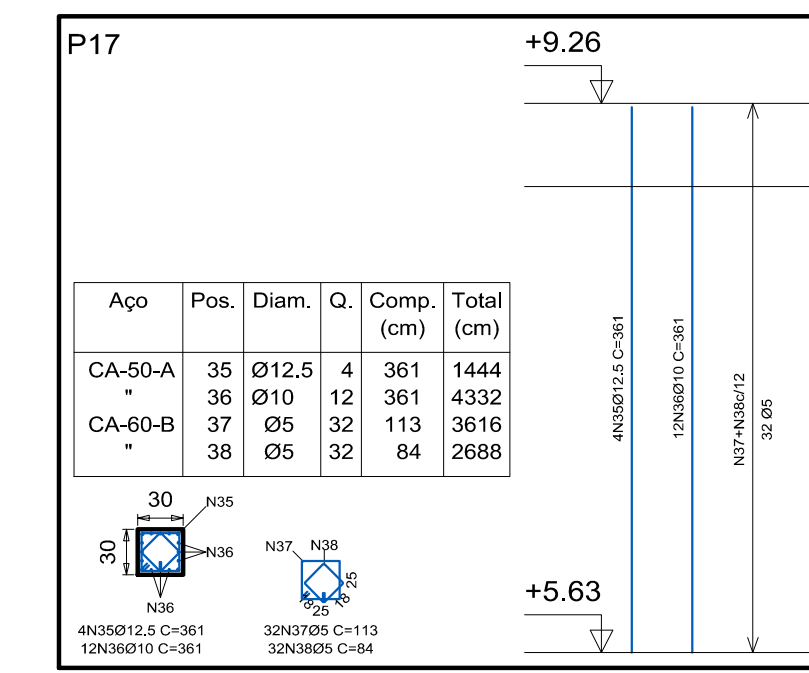 P17
+9.26
Aço Pos. Diam. Q. Comp. (cm) Total (cm)
CA-50-A 35 Ø12.5 4 361 1444
" 36 Ø10 12 361 4332
CA-60-B 37 Ø5 32 113 3616
" 38 Ø5 32 84 2688
4N35Ø12.5 C=361
12N36Ø10 C=361
N37+N38c/12
32 Ø5
30
N35
30
N36
N36
4N35Ø12.5 C=361
12N36Ø10 C=361
N37 N38
25
18
25
18
32N37Ø5 C=113
32N38Ø5 C=84
+5.63